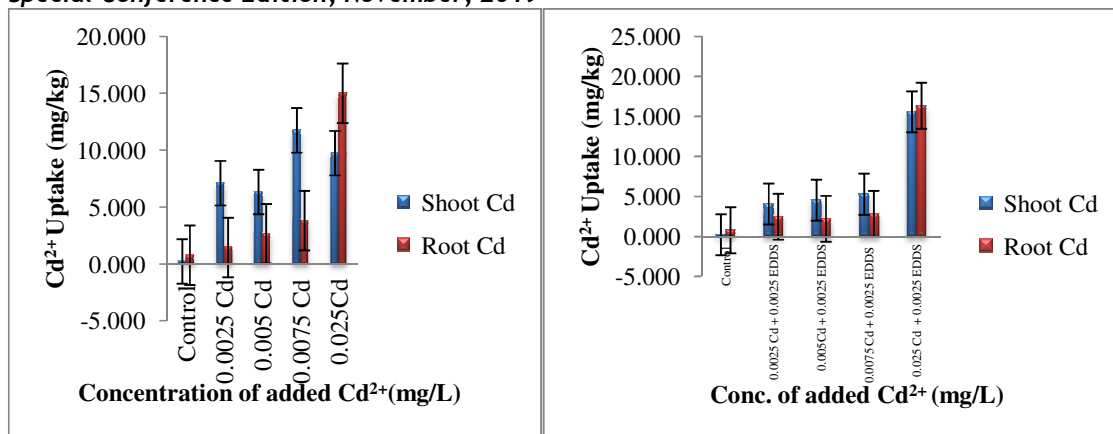 Special Conference Edition, November, 2019
20.000
15.000
10.000
5.000
0.000
-5.000
Cd²⁺ Uptake (mg/kg)
Control
0.0025 Cd
0.005 Cd
0.0075 Cd
0.025Cd
Shoot Cd
Root Cd
Concentration of added Cd²⁺(mg/L)
25.000
20.000
15.000
10.000
5.000
0.000
-5.000
Cd²⁺ Uptake (mg/kg)
Control
0.0025 Cd + 0.0025 EDDS
0.005Cd + 0.0025 EDDS
0.0075 Cd + 0.0025 EDDS
0.025 Cd + 0.0025 EDDS
Shoot Cd
Root Cd
Conc. of added Cd²⁺ (mg/L)